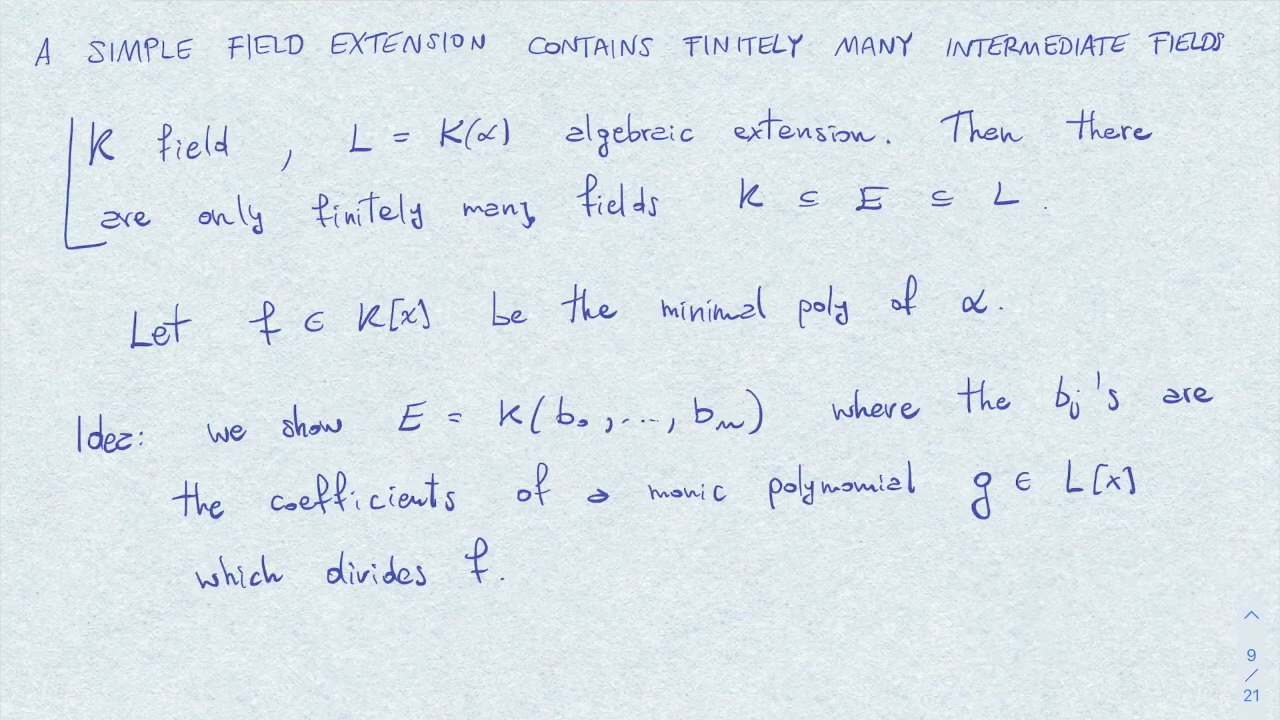 A SIMPLE FIELD EXTENSION CONTAINS FINITELY MANY INTERMEDIATE FIELDS
K field, L = K(α) algebraic extension. Then there
are only finitely many fields K ⊆ E ⊆ L.
Let f ∈ K[x] be the minimal poly of α.
Idea: we show E = K(b₀,..., bₘ) where the bⱼ's are
the coefficients of a monic polynomial g ∈ L[x]
which divides f.
9
/
21